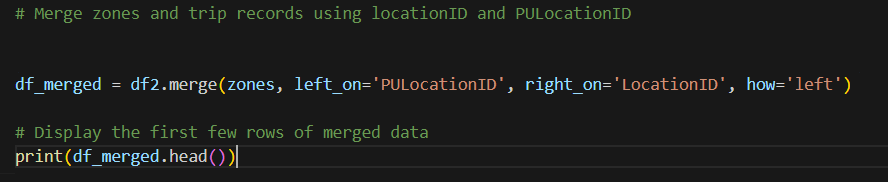 # Merge zones and trip records using locationID and PULocationID
df_merged = df2.merge(zones, left_on='PULocationID', right_on='LocationID', how='left')
# Display the first few rows of merged data
print(df_merged.head())